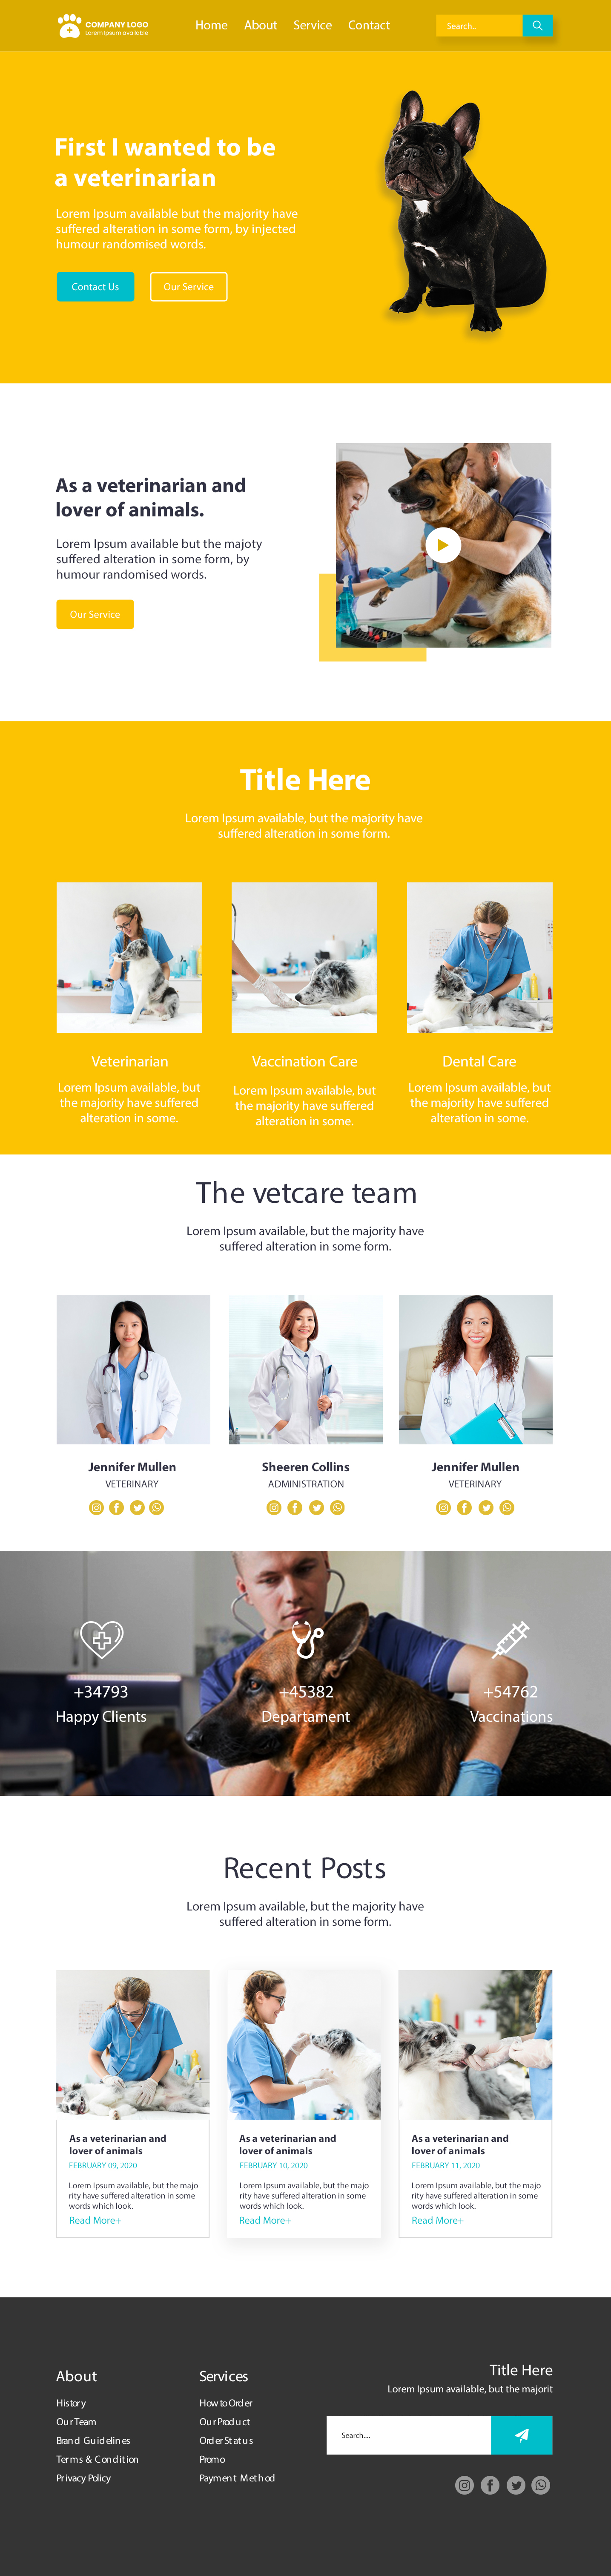 COMPANY LOGO
Lorem Ipsum available
Home About Service Contact
Search..
First I wanted to be
a veterinarian
Lorem Ipsum available but the majority have
suffered alteration in some form, by injected
humour randomised words.
Contact Us
Our Service
As a veterinarian and
lover of animals.
Lorem Ipsum available but the majoty
suffered alteration in some form, by
humour randomised words.
Our Service
Title Here
Lorem Ipsum available, but the majority have
suffered alteration in some form.
Veterinarian
Lorem Ipsum available, but
the majority have suffered
alteration in some.
Vaccination Care
Lorem Ipsum available, but
the majority have suffered
alteration in some.
Dental Care
Lorem Ipsum available, but
the majority have suffered
alteration in some.
The vetcare team
Lorem Ipsum available, but the majority have
suffered alteration in some form.
Jennifer Mullen
VETERINARY
Sheeren Collins
ADMINISTRATION
Jennifer Mullen
VETERINARY
+34793
Happy Clients
+45382
Departament
+54762
Vaccinations
Recent Posts
Lorem Ipsum available, but the majority have
suffered alteration in some form.
As a veterinarian and
lover of animals
FEBRUARY 09, 2020
Lorem Ipsum available, but the majo
rity have suffered alteration in some
words which look.
Read More+
As a veterinarian and
lover of animals
FEBRUARY 10, 2020
Lorem Ipsum available, but the majo
rity have suffered alteration in some
words which look.
Read More+
As a veterinarian and
lover of animals
FEBRUARY 11, 2020
Lorem Ipsum available, but the majo
rity have suffered alteration in some
words which look.
Read More+
About
History
Our Team
Brand Guidelines
Terms & Condition
Privacy Policy
Services
How to Order
Our Product
Order Status
Promo
Payment Method
Title Here
Lorem Ipsum available, but the majorit
Search....